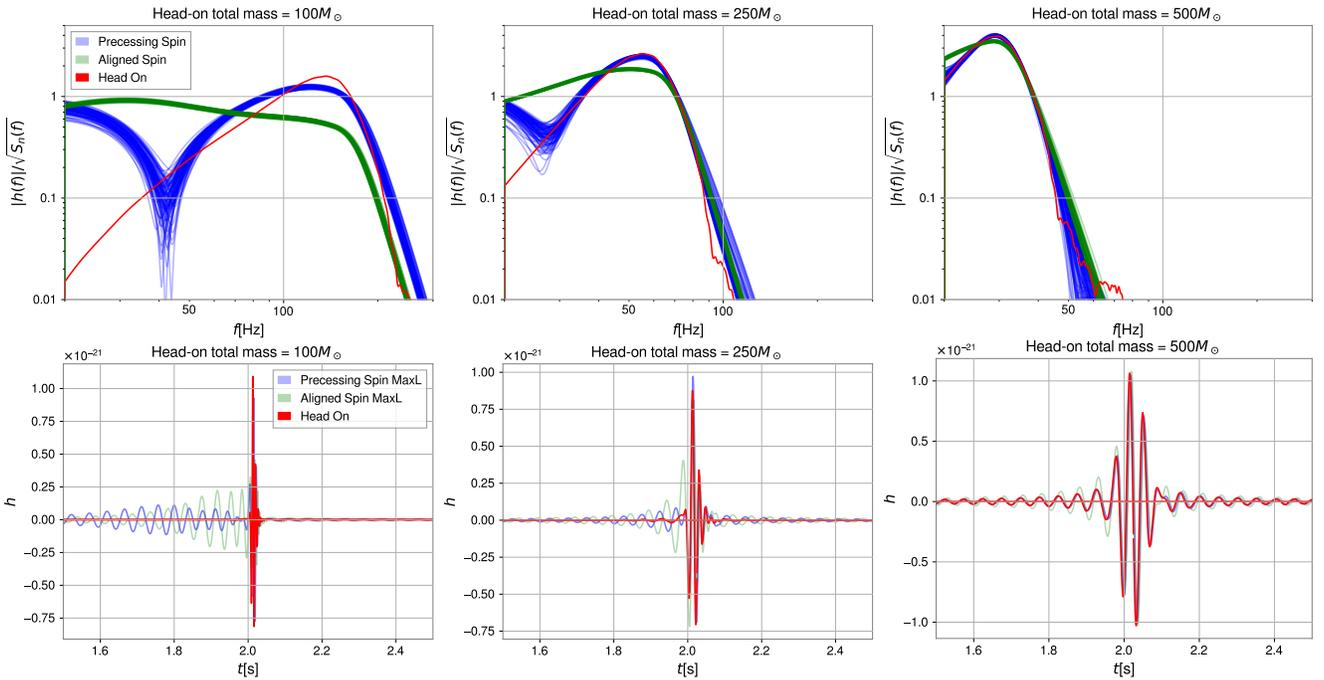 Head-on total mass = 100M⊙
|h(f)|/√Sn(f)
1
0.1
0.01
Precessing Spin
Aligned Spin
Head On
50 100
f[Hz]
Head-on total mass = 250M⊙
|h(f)|/√Sn(f)
1
0.1
0.01
50 100
f[Hz]
Head-on total mass = 500M⊙
|h(f)|/√Sn(f)
1
0.1
0.01
50 100
f[Hz]
Head-on total mass = 100M⊙
×10⁻²¹
h
1.00
0.75
0.50
0.25
0.00
−0.25
−0.50
−0.75
Precessing Spin MaxL
Aligned Spin MaxL
Head On
1.6 1.8 2.0 2.2 2.4
t[s]
Head-on total mass = 250M⊙
×10⁻²¹
h
1.00
0.75
0.50
0.25
0.00
−0.25
−0.50
−0.75
1.6 1.8 2.0 2.2 2.4
t[s]
Head-on total mass = 500M⊙
×10⁻²¹
h
1.0
0.5
0.0
−0.5
−1.0
1.6 1.8 2.0 2.2 2.4
t[s]